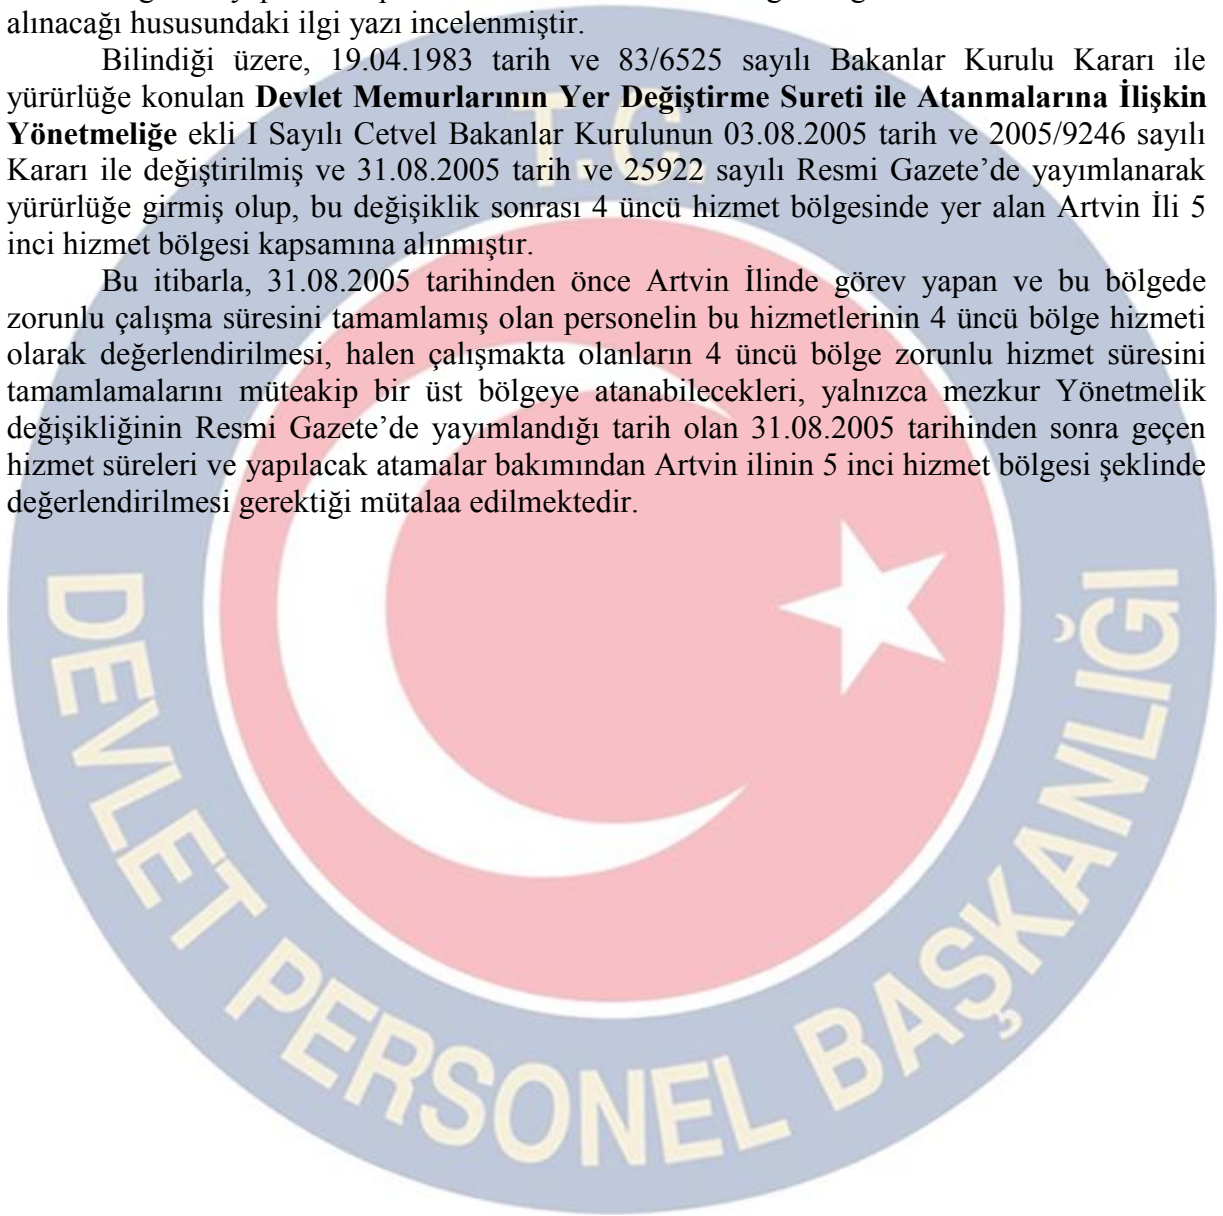 alınacağı hususundaki ilgi yazı incelenmiştir.
Bilindiği üzere, 19.04.1983 tarih ve 83/6525 sayılı Bakanlar Kurulu Kararı ile
yürürlüğe konulan Devlet Memurlarının Yer Değiştirme Sureti ile Atanmalarına İlişkin
Yönetmeliğe ekli I Sayılı Cetvel Bakanlar Kurulunun 03.08.2005 tarih ve 2005/9246 sayılı
Kararı ile değiştirilmiş ve 31.08.2005 tarih ve 25922 sayılı Resmi Gazete’de yayımlanarak
yürürlüğe girmiş olup, bu değişiklik sonrası 4 üncü hizmet bölgesinde yer alan Artvin İli 5
inci hizmet bölgesi kapsamına alınmıştır.
Bu itibarla, 31.08.2005 tarihinden önce Artvin İlinde görev yapan ve bu bölgede
zorunlu çalışma süresini tamamlamış olan personelin bu hizmetlerinin 4 üncü bölge hizmeti
olarak değerlendirilmesi, halen çalışmakta olanların 4 üncü bölge zorunlu hizmet süresini
tamamlamalarını müteakip bir üst bölgeye atanabilecekleri, yalnızca mezkur Yönetmelik
değişikliğinin Resmi Gazete’de yayımlandığı tarih olan 31.08.2005 tarihinden sonra geçen
hizmet süreleri ve yapılacak atamalar bakımından Artvin ilinin 5 inci hizmet bölgesi şeklinde
değerlendirilmesi gerektiği mütalaa edilmektedir.
T.C.
DEVLET PERSONEL BAŞKANLIĞI